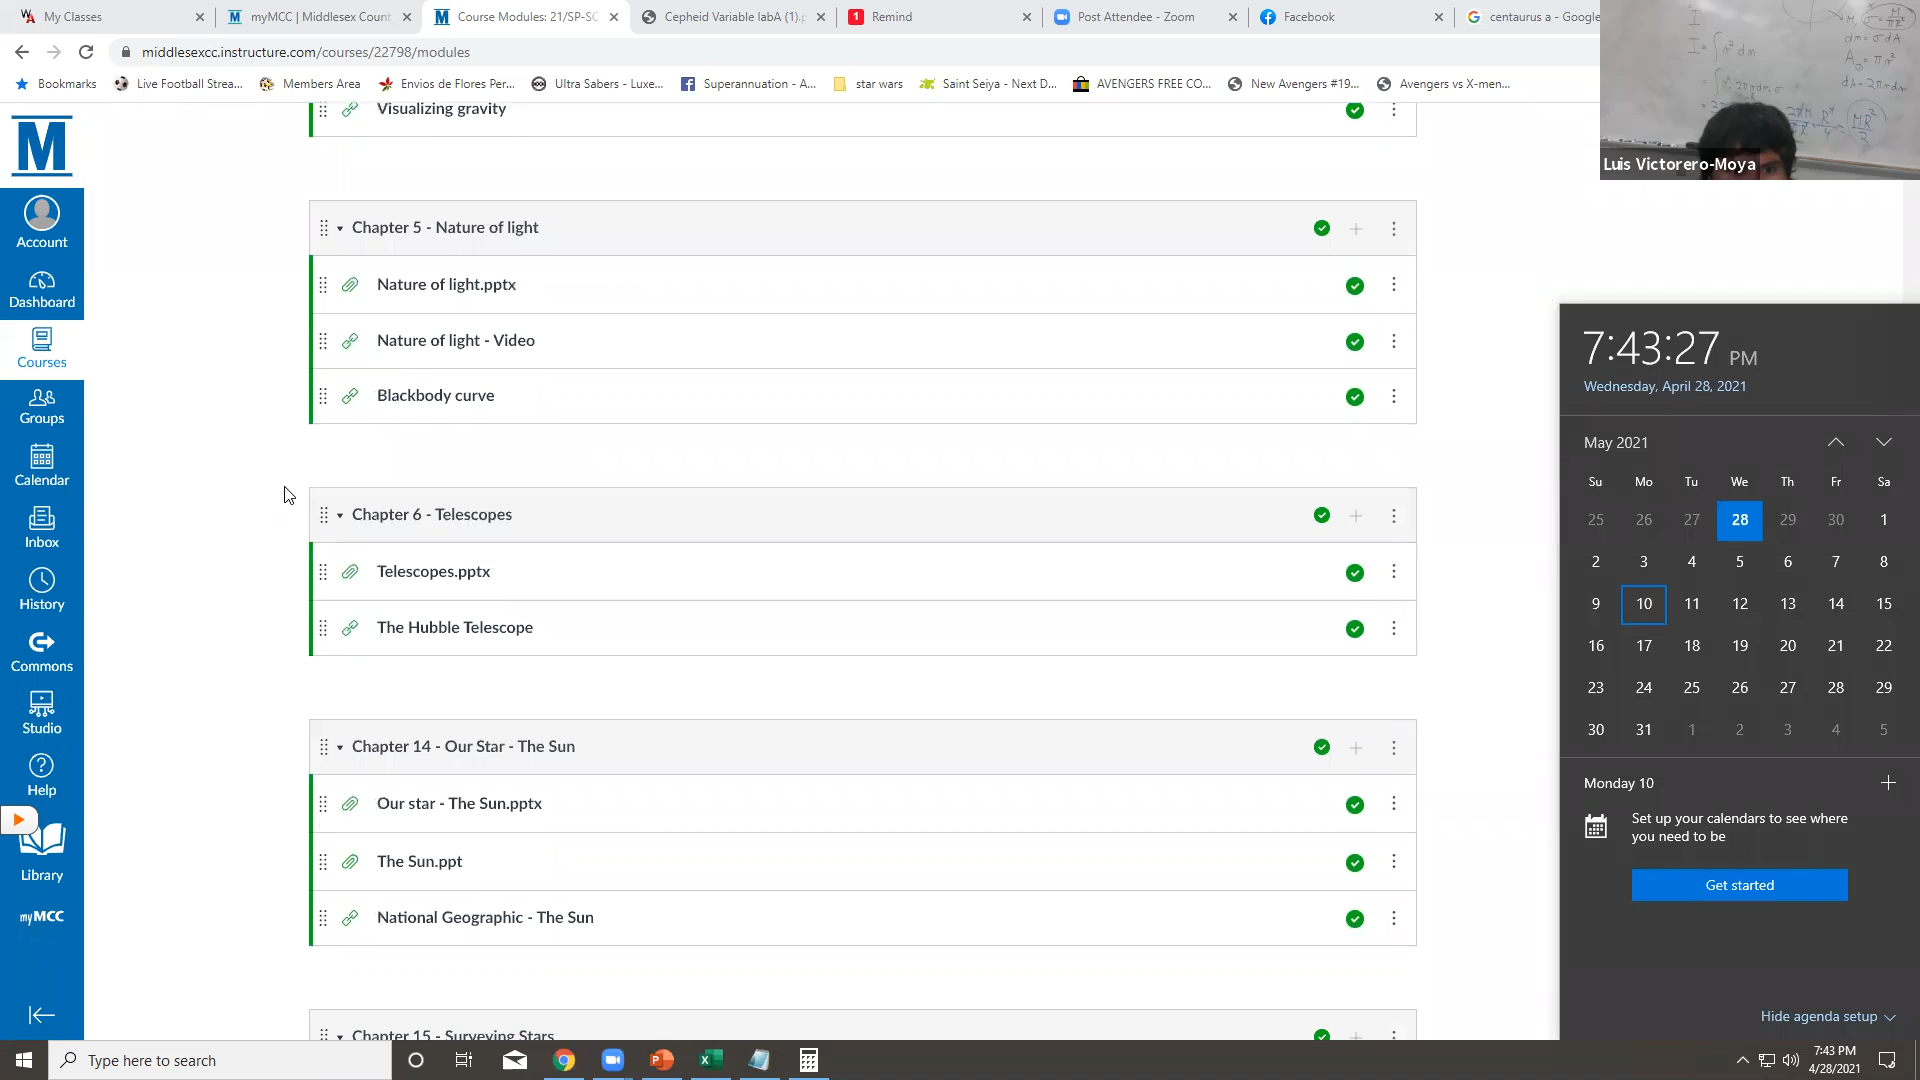 My Classes
myMCC | Middlesex Count
Course Modules: 21/SP-SC
Cepheid Variable labA (1).p
Remind
Post Attendee - Zoom
Facebook
centaurus a - Google
middlesexcc.instructure.com/courses/22798/modules
Bookmarks
Live Football Strea...
Members Area
Envios de Flores Per...
Ultra Sabers - Luxe...
Superannuation - A...
star wars
Saint Seiya - Next D...
AVENGERS FREE CO...
New Avengers #19...
Avengers vs X-men...
Luis Victorero-Moya
M
Account
Dashboard
Courses
Groups
Calendar
Inbox
History
Commons
Studio
Help
Library
myMCC
Visualizing gravity
Chapter 5 - Nature of light
Nature of light.pptx
Nature of light - Video
Blackbody curve
Chapter 6 - Telescopes
Telescopes.pptx
The Hubble Telescope
Chapter 14 - Our Star - The Sun
Our star - The Sun.pptx
The Sun.ppt
National Geographic - The Sun
Chapter 15 - Surveying Stars
7:43:27 PM
Wednesday, April 28, 2021
May 2021
Su Mo Tu We Th Fr Sa
25 26 27 28 29 30 1
2 3 4 5 6 7 8
9 10 11 12 13 14 15
16 17 18 19 20 21 22
23 24 25 26 27 28 29
30 31 1 2 3 4 5
Monday 10
Set up your calendars to see where
you need to be
Get started
Hide agenda setup
Type here to search
7:43 PM
4/28/2021